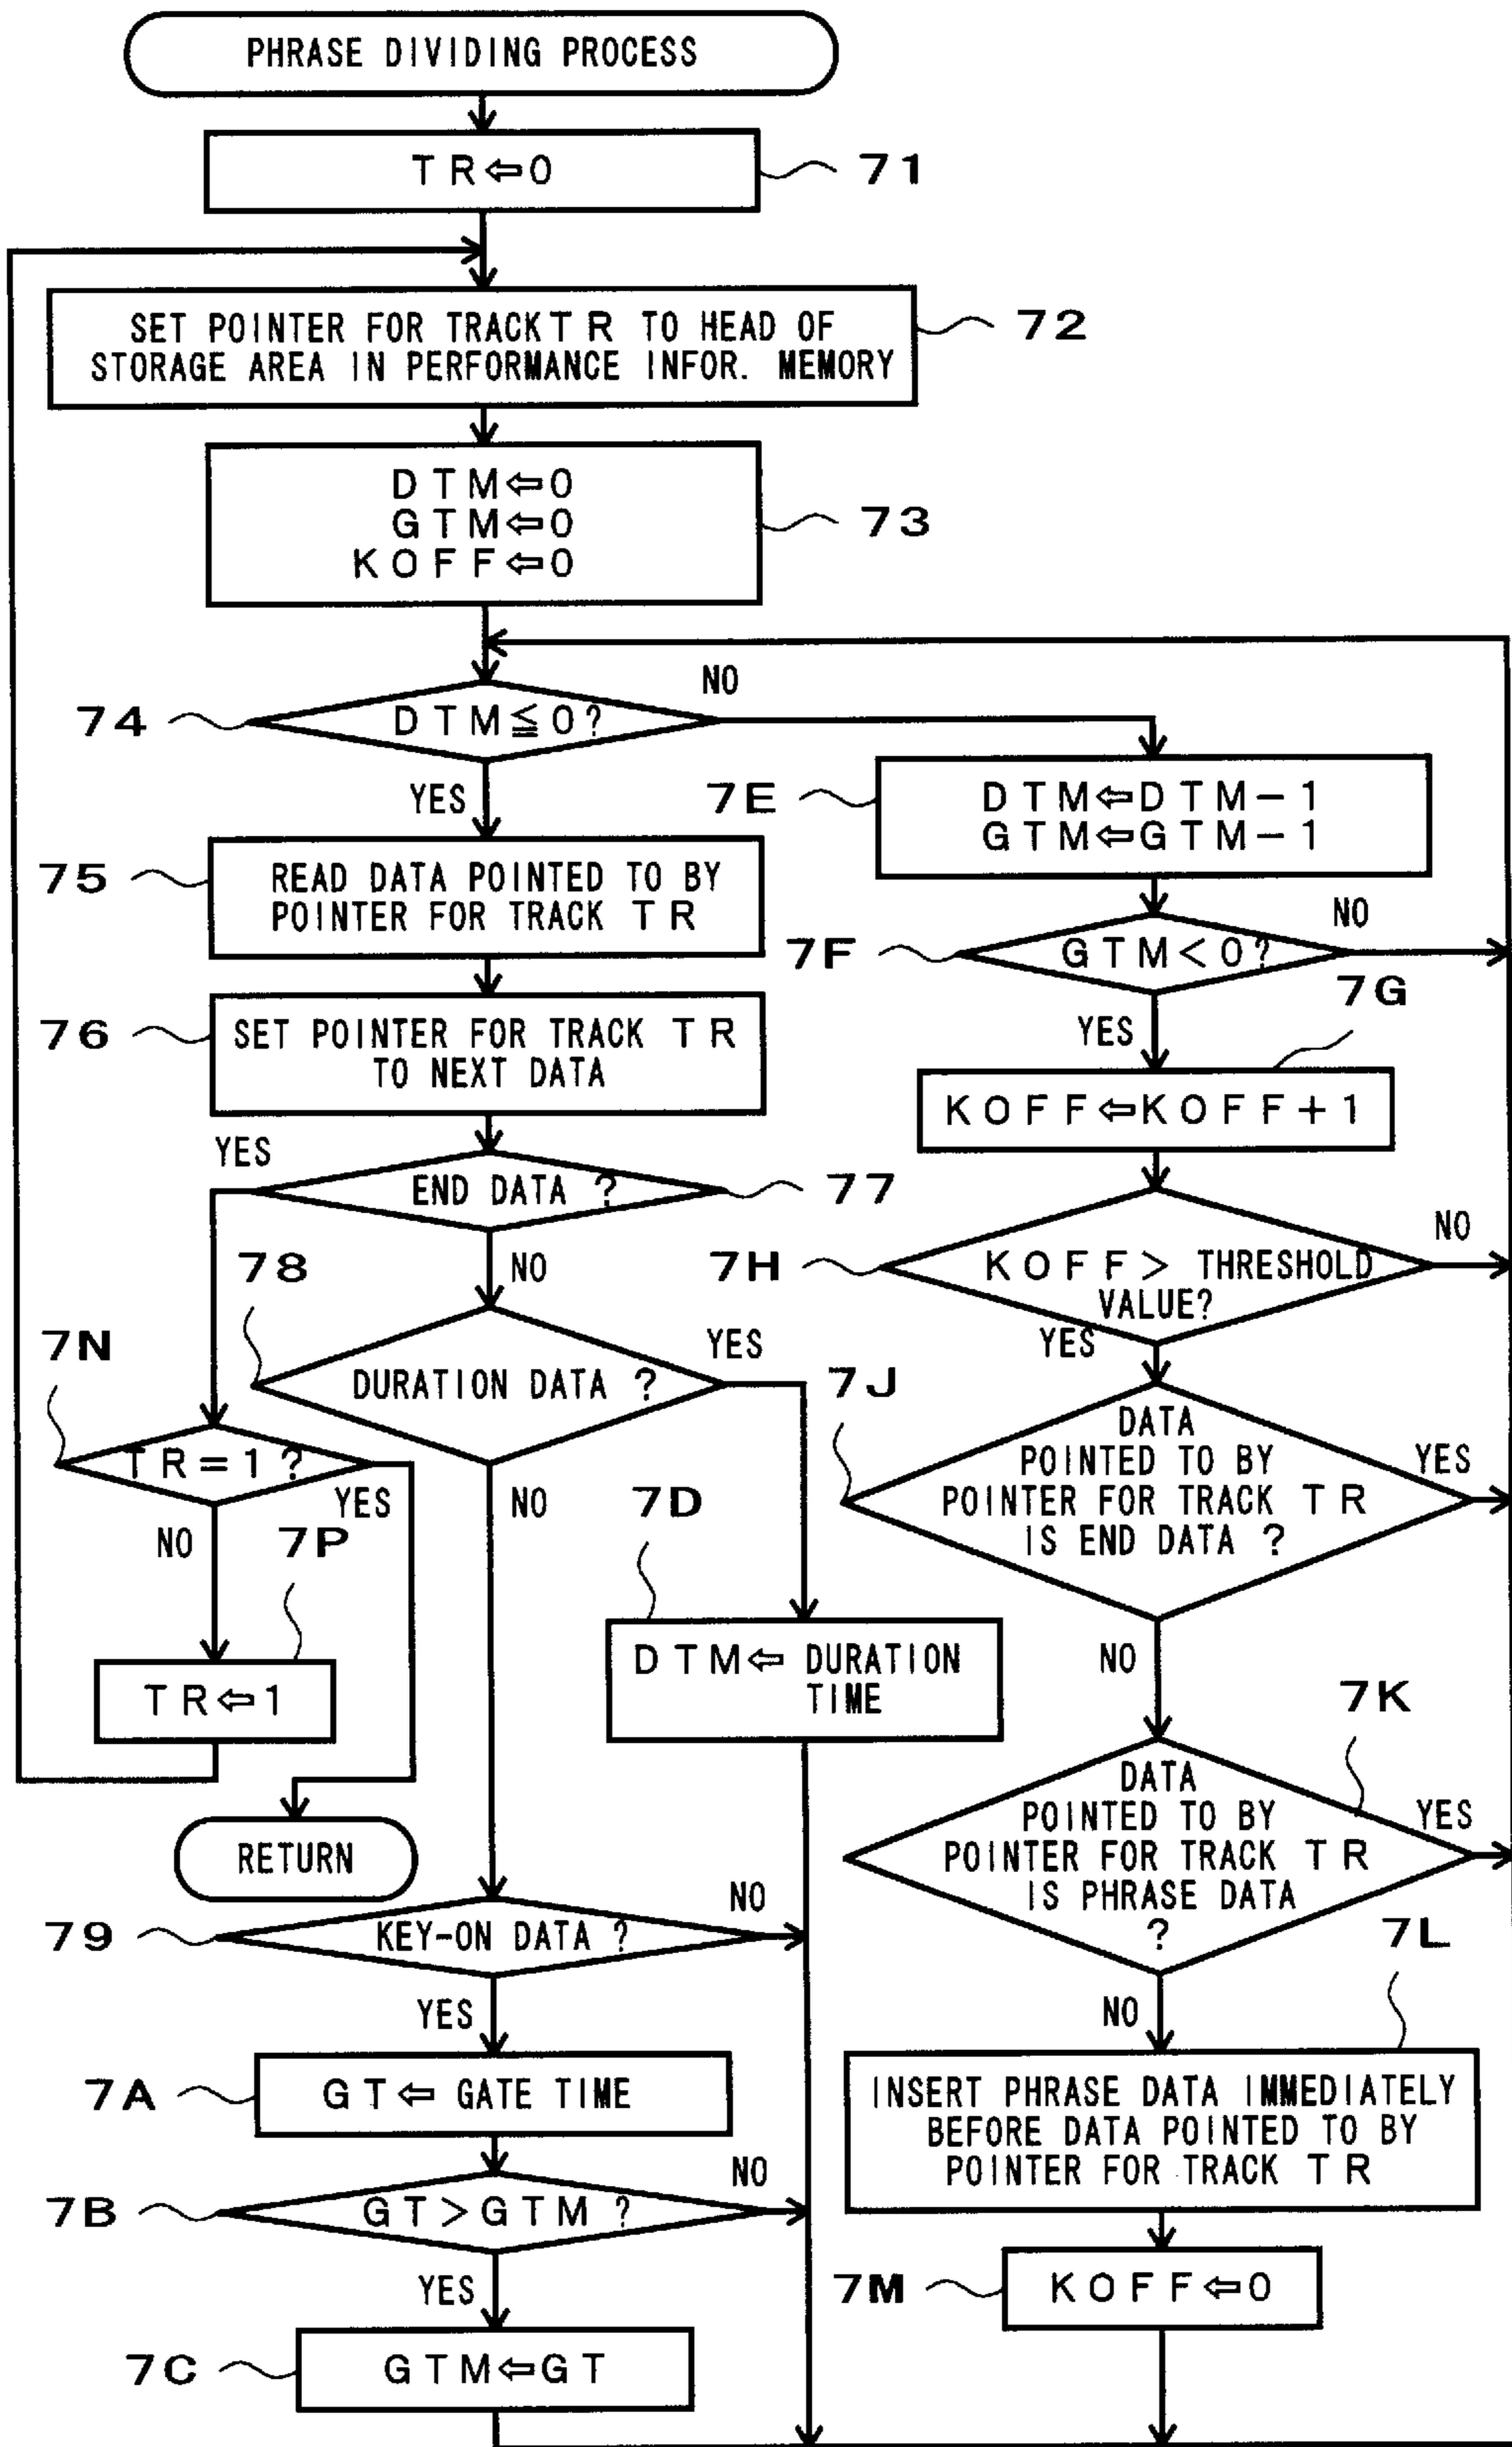 PHRASE DIVIDING PROCESS
TR⇐0
71
SET POINTER FOR TRACK TR TO HEAD OF
STORAGE AREA IN PERFORMANCE INFOR. MEMORY
72
DTM⇐0
GTM⇐0
KOFF⇐0
73
74
DTM≦0?
NO
YES
7E
DTM⇐DTM-1
GTM⇐GTM-1
75
READ DATA POINTED TO BY
POINTER FOR TRACK TR
7F
GTM<0?
NO
YES
7G
76
SET POINTER FOR TRACK TR
TO NEXT DATA
KOFF⇐KOFF+1
YES
END DATA ?
77
NO
7H
KOFF> THRESHOLD
VALUE?
NO
YES
78
DURATION DATA ?
YES
NO
7J
DATA
POINTED TO BY
POINTER FOR TRACK TR
IS END DATA ?
YES
NO
7N
TR=1?
YES
NO
7P
TR⇐1
RETURN
7D
DTM⇐ DURATION
TIME
7K
DATA
POINTED TO BY
POINTER FOR TRACK TR
IS PHRASE DATA
?
YES
NO
79
KEY-ON DATA ?
NO
YES
7L
INSERT PHRASE DATA IMMEDIATELY
BEFORE DATA POINTED TO BY
POINTER FOR TRACK TR
7A
GT⇐ GATE TIME
7B
GT>GTM ?
NO
YES
7M
KOFF⇐0
7C
GTM⇐GT